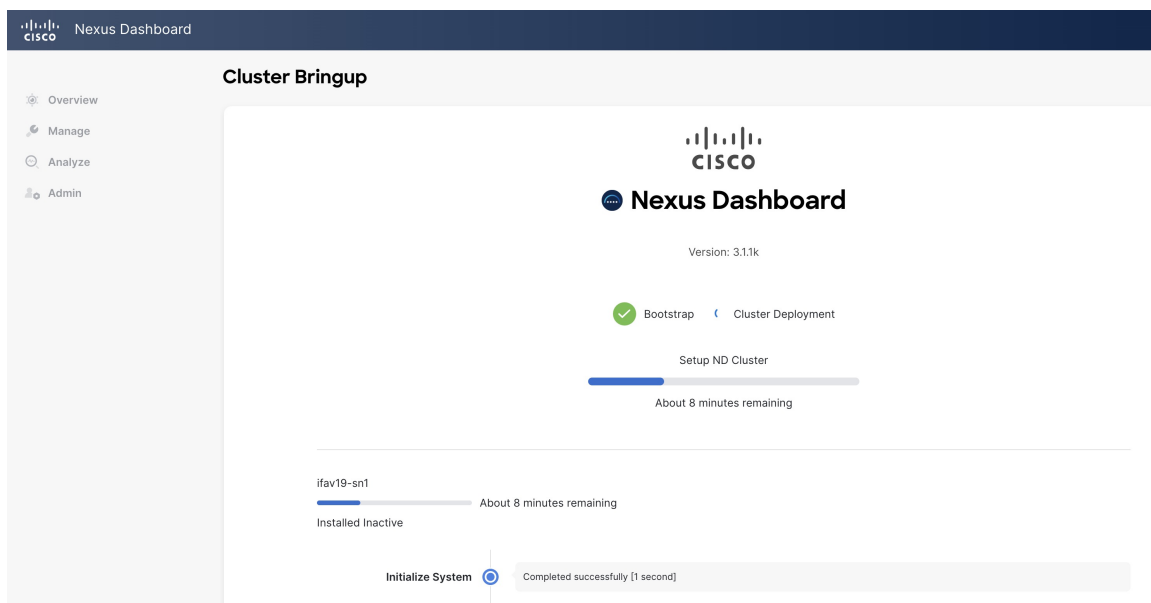 CISCO
Nexus Dashboard
Cluster Bringup
Overview
Manage
Analyze
Admin
CISCO
Nexus Dashboard
Version: 3.1.1k
Bootstrap
Cluster Deployment
Setup ND Cluster
About 8 minutes remaining
ifav19-sn1
About 8 minutes remaining
Installed Inactive
Initialize System
Completed successfully [1 second]